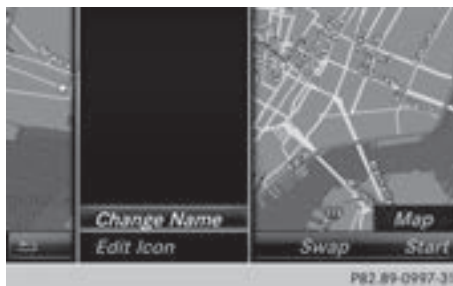 Change Name
Map
Edit Icon
Swap
Start
P82.89-0997-31